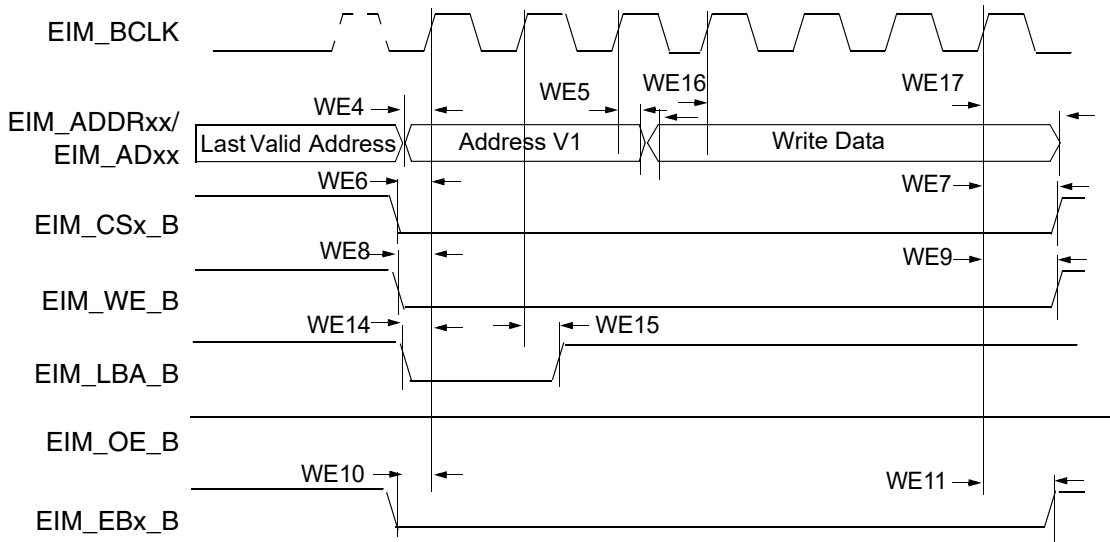 EIM_BCLK
WE4
WE5
WE16
WE17
EIM_ADDRxx/
EIM_ADxx
Last Valid Address
Address V1
Write Data
WE6
WE7
EIM_CSx_B
WE8
WE9
EIM_WE_B
WE14
WE15
EIM_LBA_B
EIM_OE_B
WE10
WE11
EIM_EBx_B